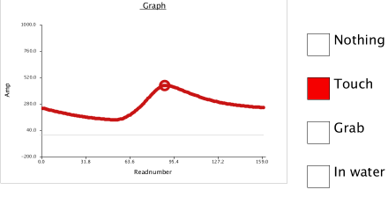 Graph
1000.0
760.0
520.0
280.0
40.0
-200.0
Amp
0.0 31.8 63.6 95.4 127.2 159.0
Readnumber
Nothing
Touch
Grab
In water